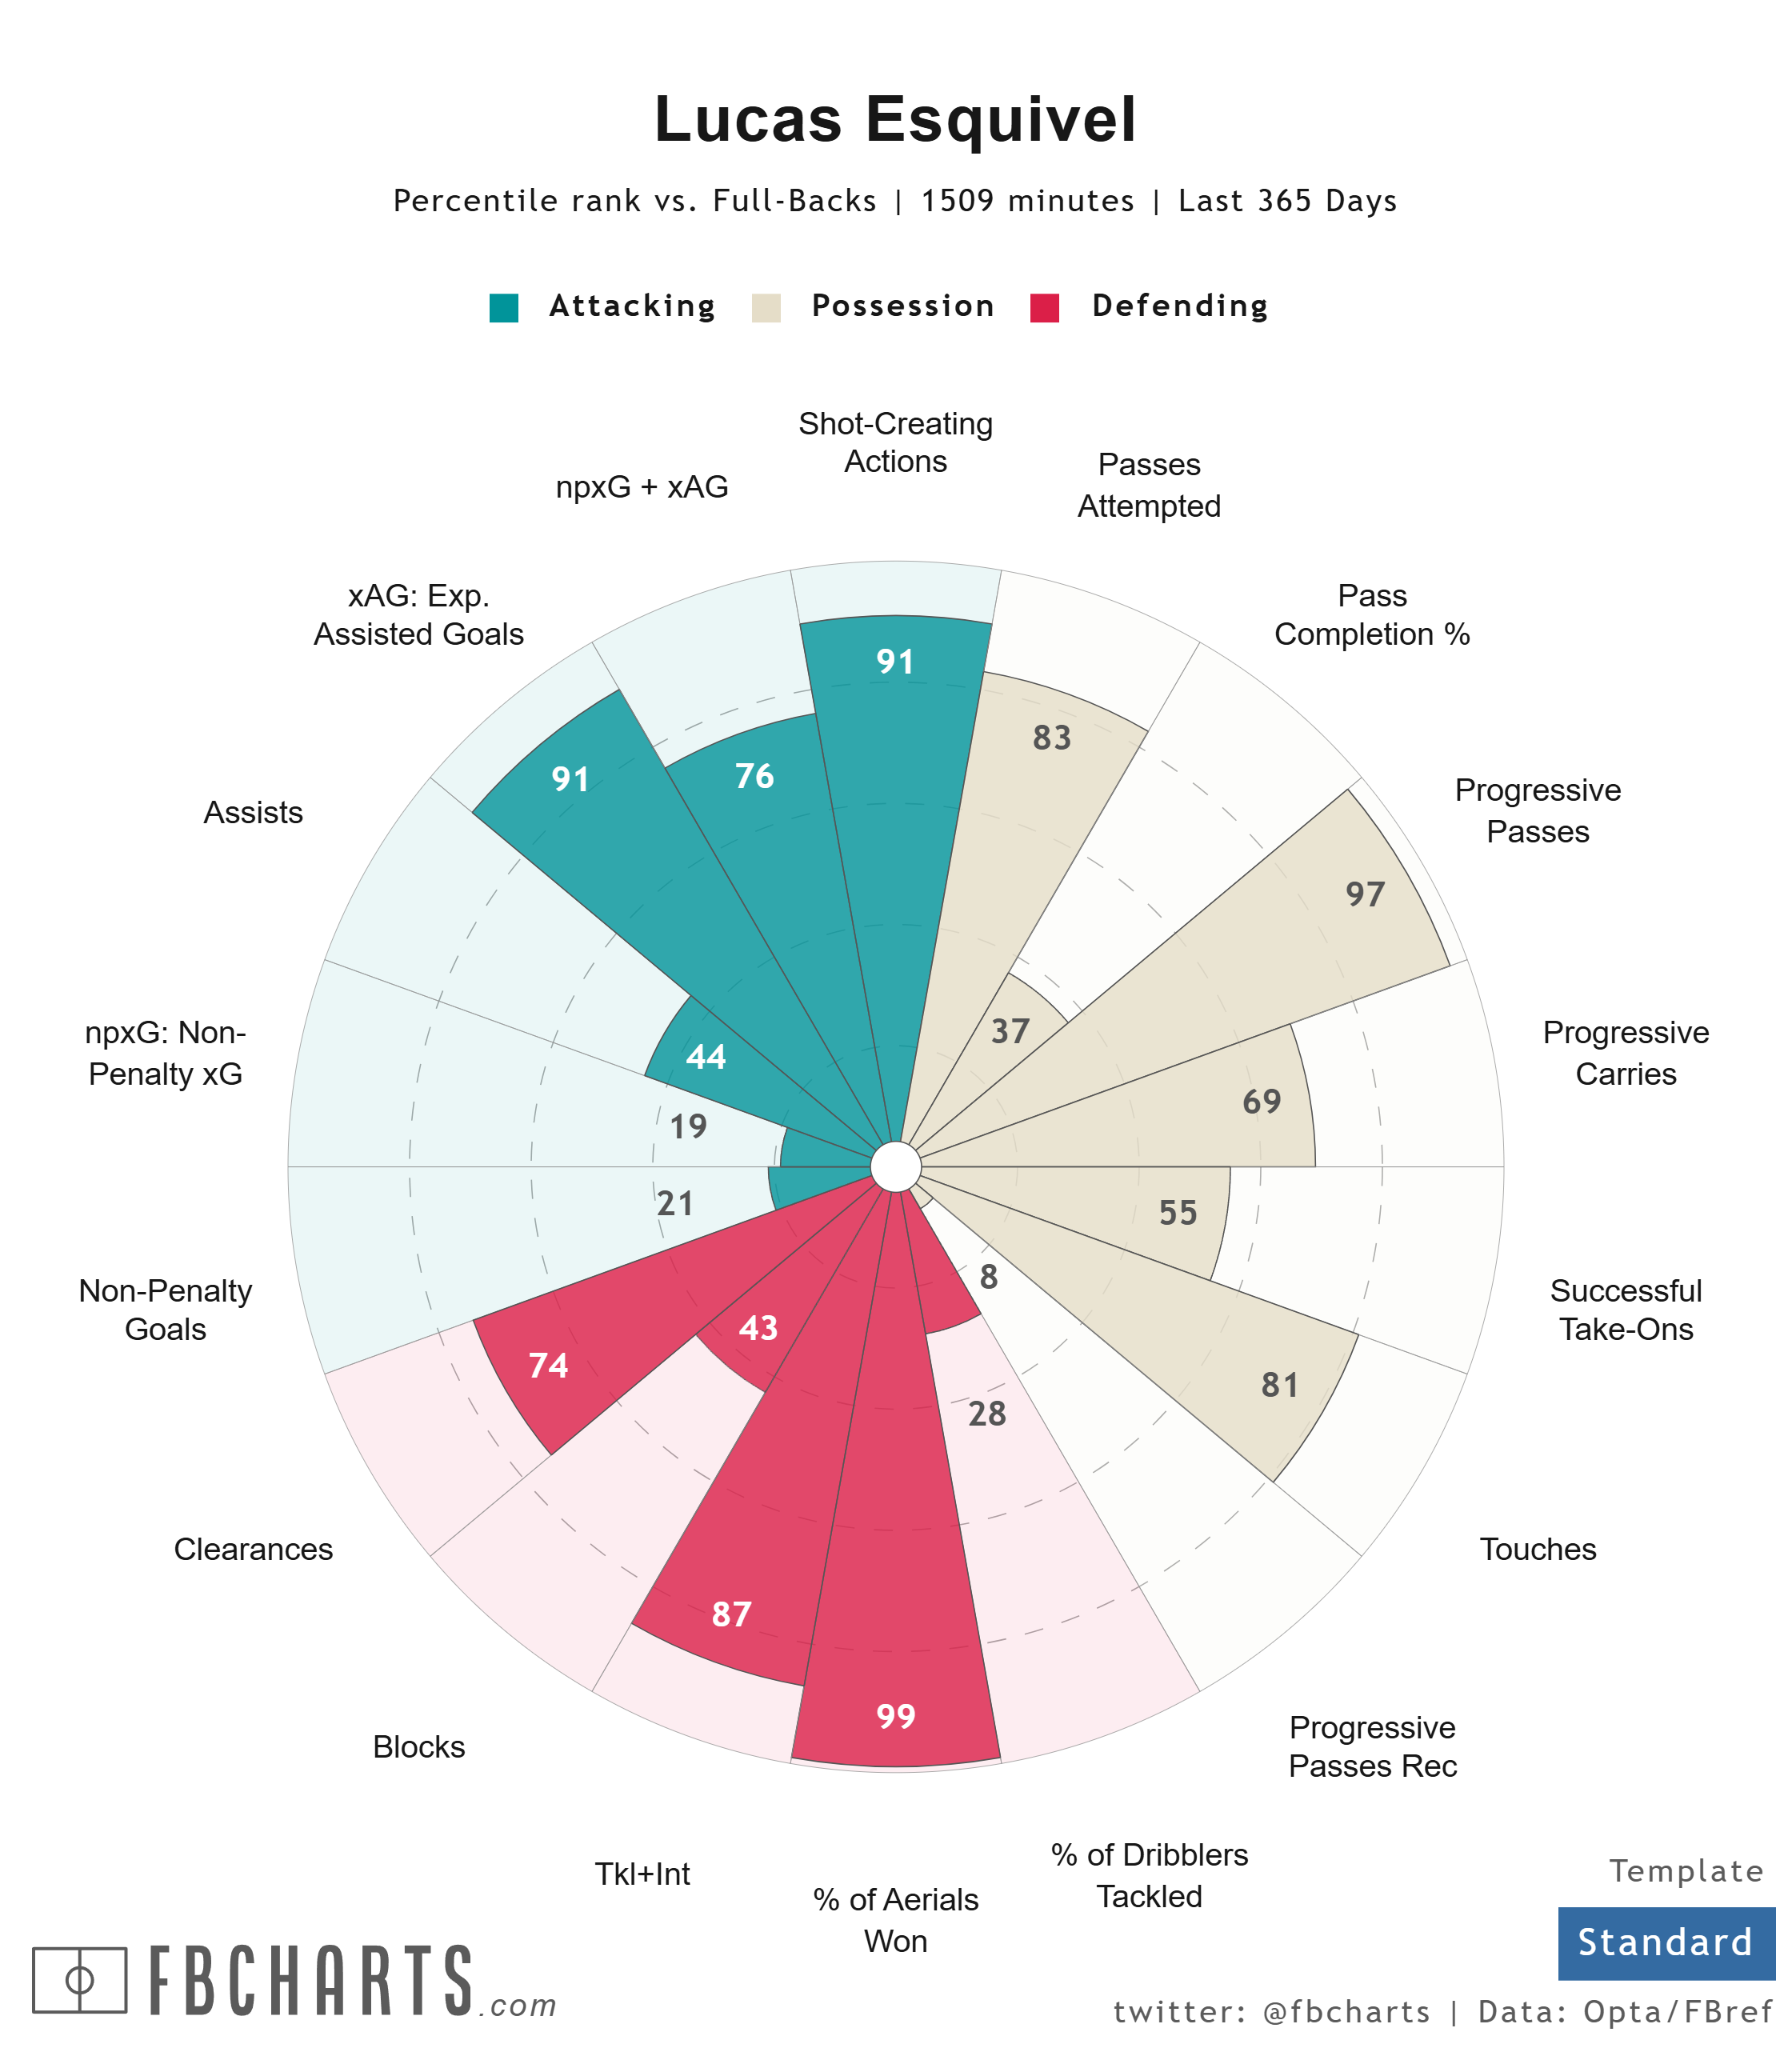 Lucas Esquivel
Percentile rank vs. Full-Backs | 1509 minutes | Last 365 Days
Attacking Possession Defending
Shot-Creating
Actions
Passes
Attempted
Pass
Completion %
Progressive
Passes
Progressive
Carries
Successful
Take-Ons
Touches
Progressive
Passes Rec
% of Dribblers
Tackled
% of Aerials
Won
Tkl+Int
Blocks
Clearances
Non-Penalty
Goals
npxG: Non-
Penalty xG
Assists
xAG: Exp.
Assisted Goals
npxG + xAG
91
83
37
97
69
55
81
8
28
99
87
43
74
21
19
44
91
76
Template
Standard
FBCHARTS.com
twitter: @fbcharts | Data: Opta/FBref